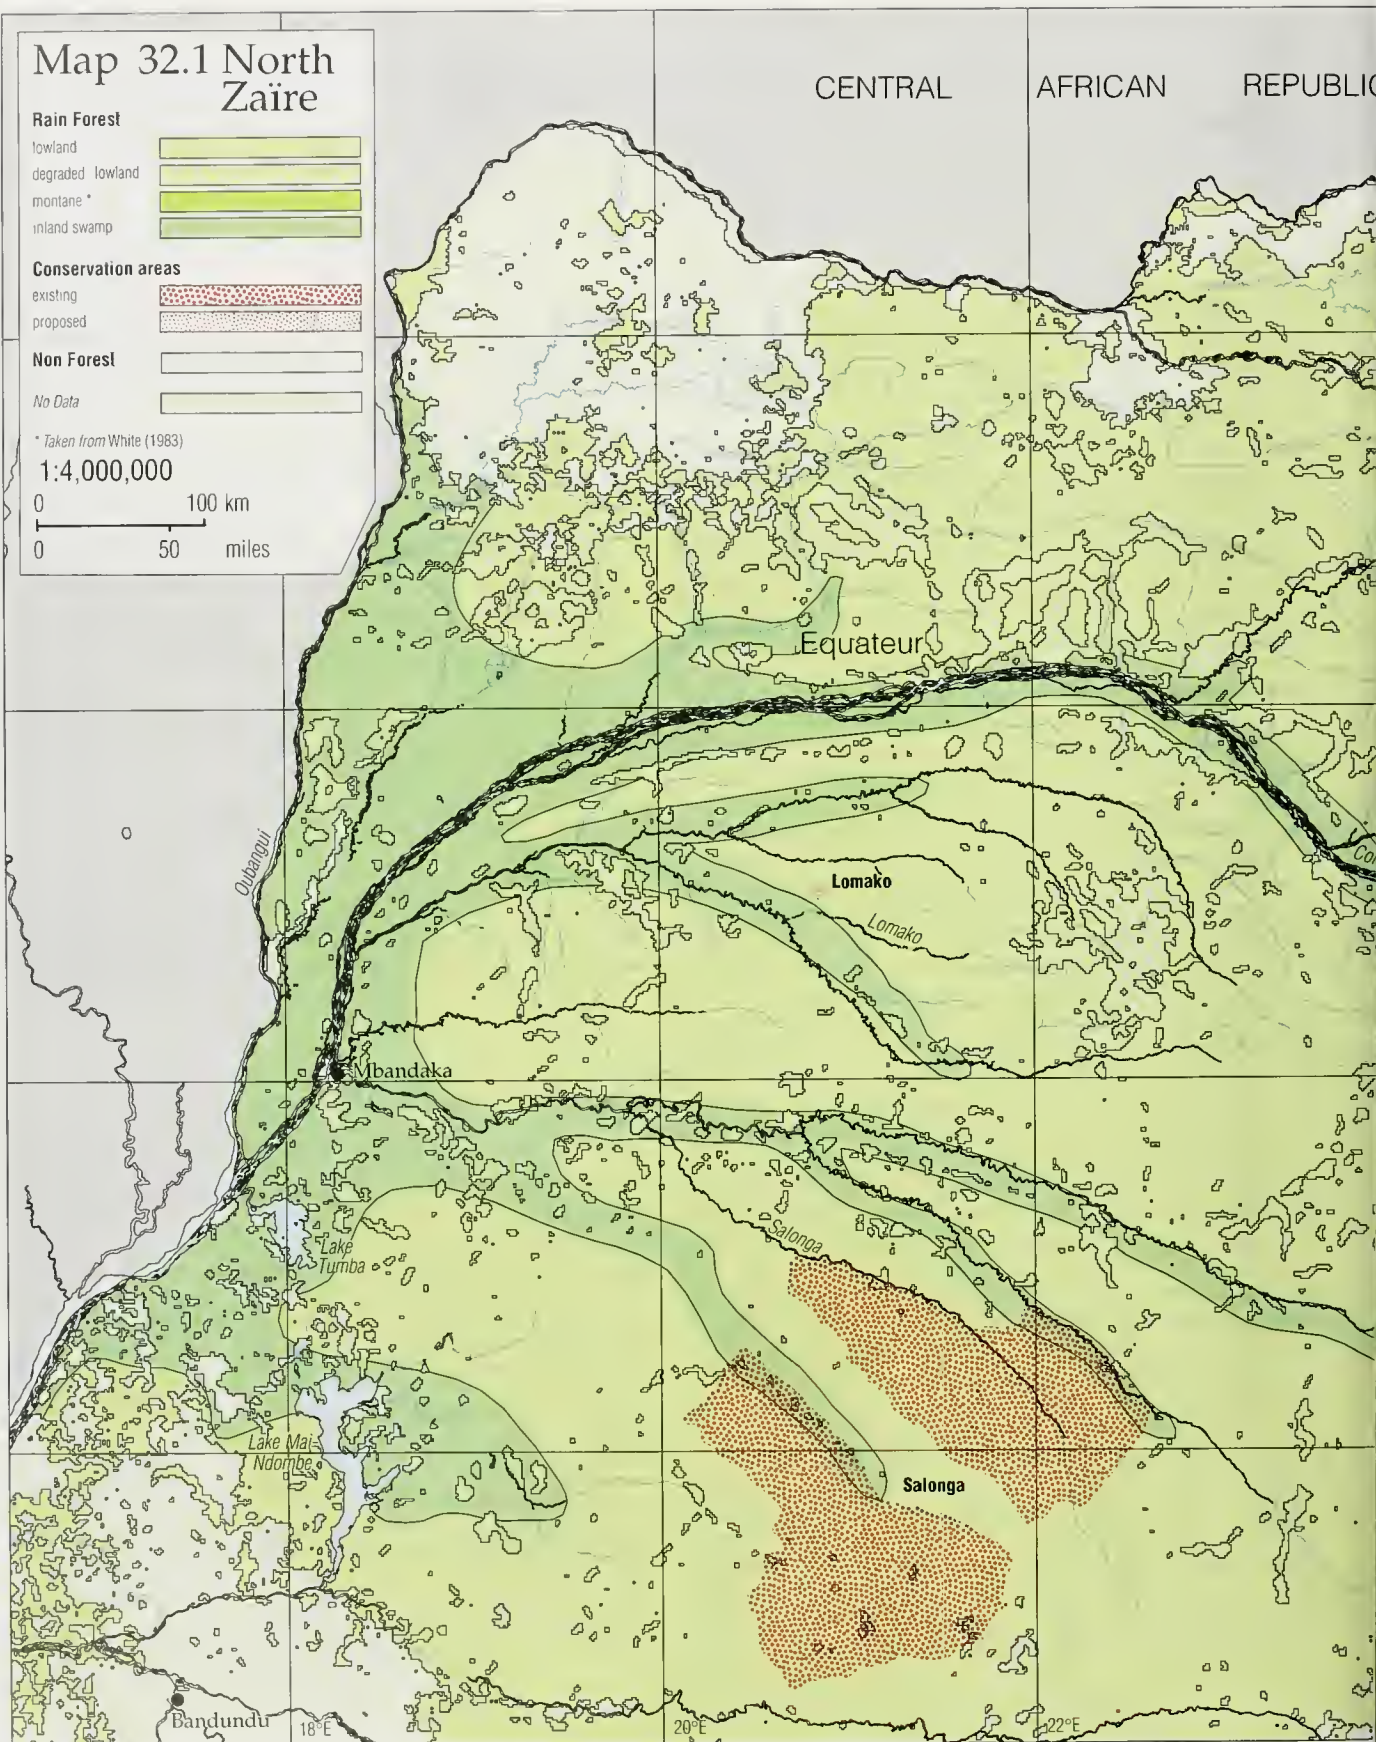 Map 32.1 North
Zaïre
Rain Forest
lowland
degraded lowland
montane *
inland swamp
Conservation areas
existing
proposed
Non Forest
No Data
* Taken from White (1983)
1:4,000,000
0 100 km
0 50 miles
CENTRAL AFRICAN REPUBLIC
Equateur
Oubangui
Con
Lomako
Lomako
Mbandaka
Salonga
Lake
Tumba
Lake Mai-
Ndombe
Salonga
Bandundu
18°E
20°E
22°E